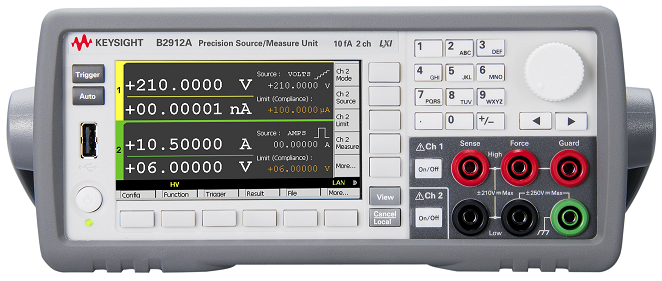 KEYSIGHT B2912A Precision Source/Measure Unit 10 fA 2 ch LXI
Trigger
Auto
1
+210.0000 V
Source : VOLTS
+210.0000 V
+00.00001 nA
Limit (Compliance) :
+100.0000 µA
2
+10.50000 A
Source : AMPS
00.00000 A
+06.00000 V
Limit (Compliance) :
+06.00000 V
Ch 2
Mode
Ch 2
Source
Ch 2
Limit
Ch 2
Measure
More...
HV LAN
Config Function Trigger Result File More...
View
Cancel
Local
1 2 ABC 3 DEF
4 GHI 5 JKL 6 MNO
7 PQRS 8 TUV 9 WXYZ
. 0 +/−
Ch 1
On/Off
Sense Force Guard
High
Ch 2
On/Off
±210V Max ±250V Max
Low